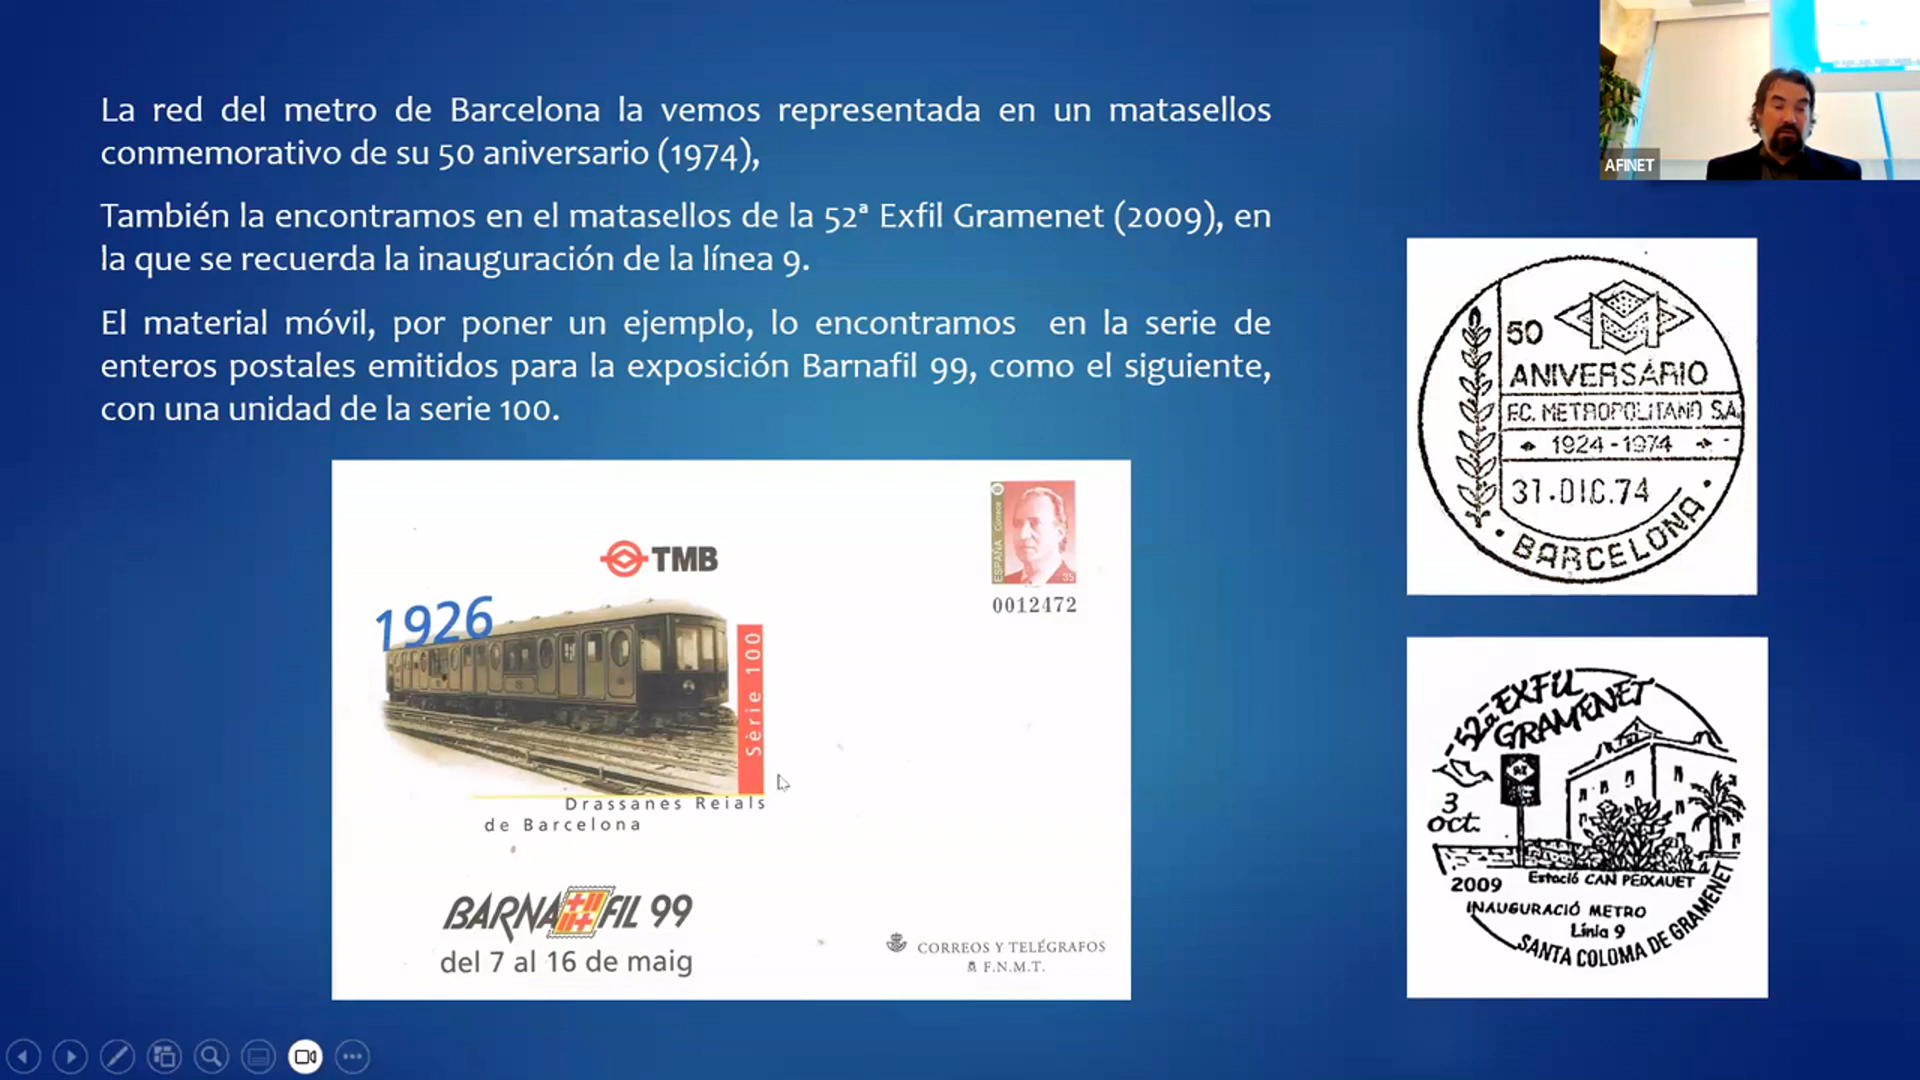 La red del metro de Barcelona la vemos representada en un matasellos
conmemorativo de su 50 aniversario (1974),
También la encontramos en el matasellos de la 52ª Exfil Gramenet (2009), en
la que se recuerda la inauguración de la línea 9.
El material móvil, por poner un ejemplo, lo encontramos en la serie de
enteros postales emitidos para la exposición Barnafil 99, como el siguiente,
con una unidad de la serie 100.
AFINET
TMB
1926
Sèrie 100
Drassanes Reials
de Barcelona
BARNAFIL 99
del 7 al 16 de maig
ESPAÑA Correos
35
0012472
CORREOS Y TELÉGRAFOS
F.N.M.T.
50
ANIVERSARIO
F.C. METROPOLITANO S.A.
1924-1974
31.DIC.74
BARCELONA
52a EXFIL
GRAMENET
3
oct.
2009
Estació CAN PEIXAUET
INAUGURACIÓ METRO
Línia 9
SANTA COLOMA DE GRAMENET